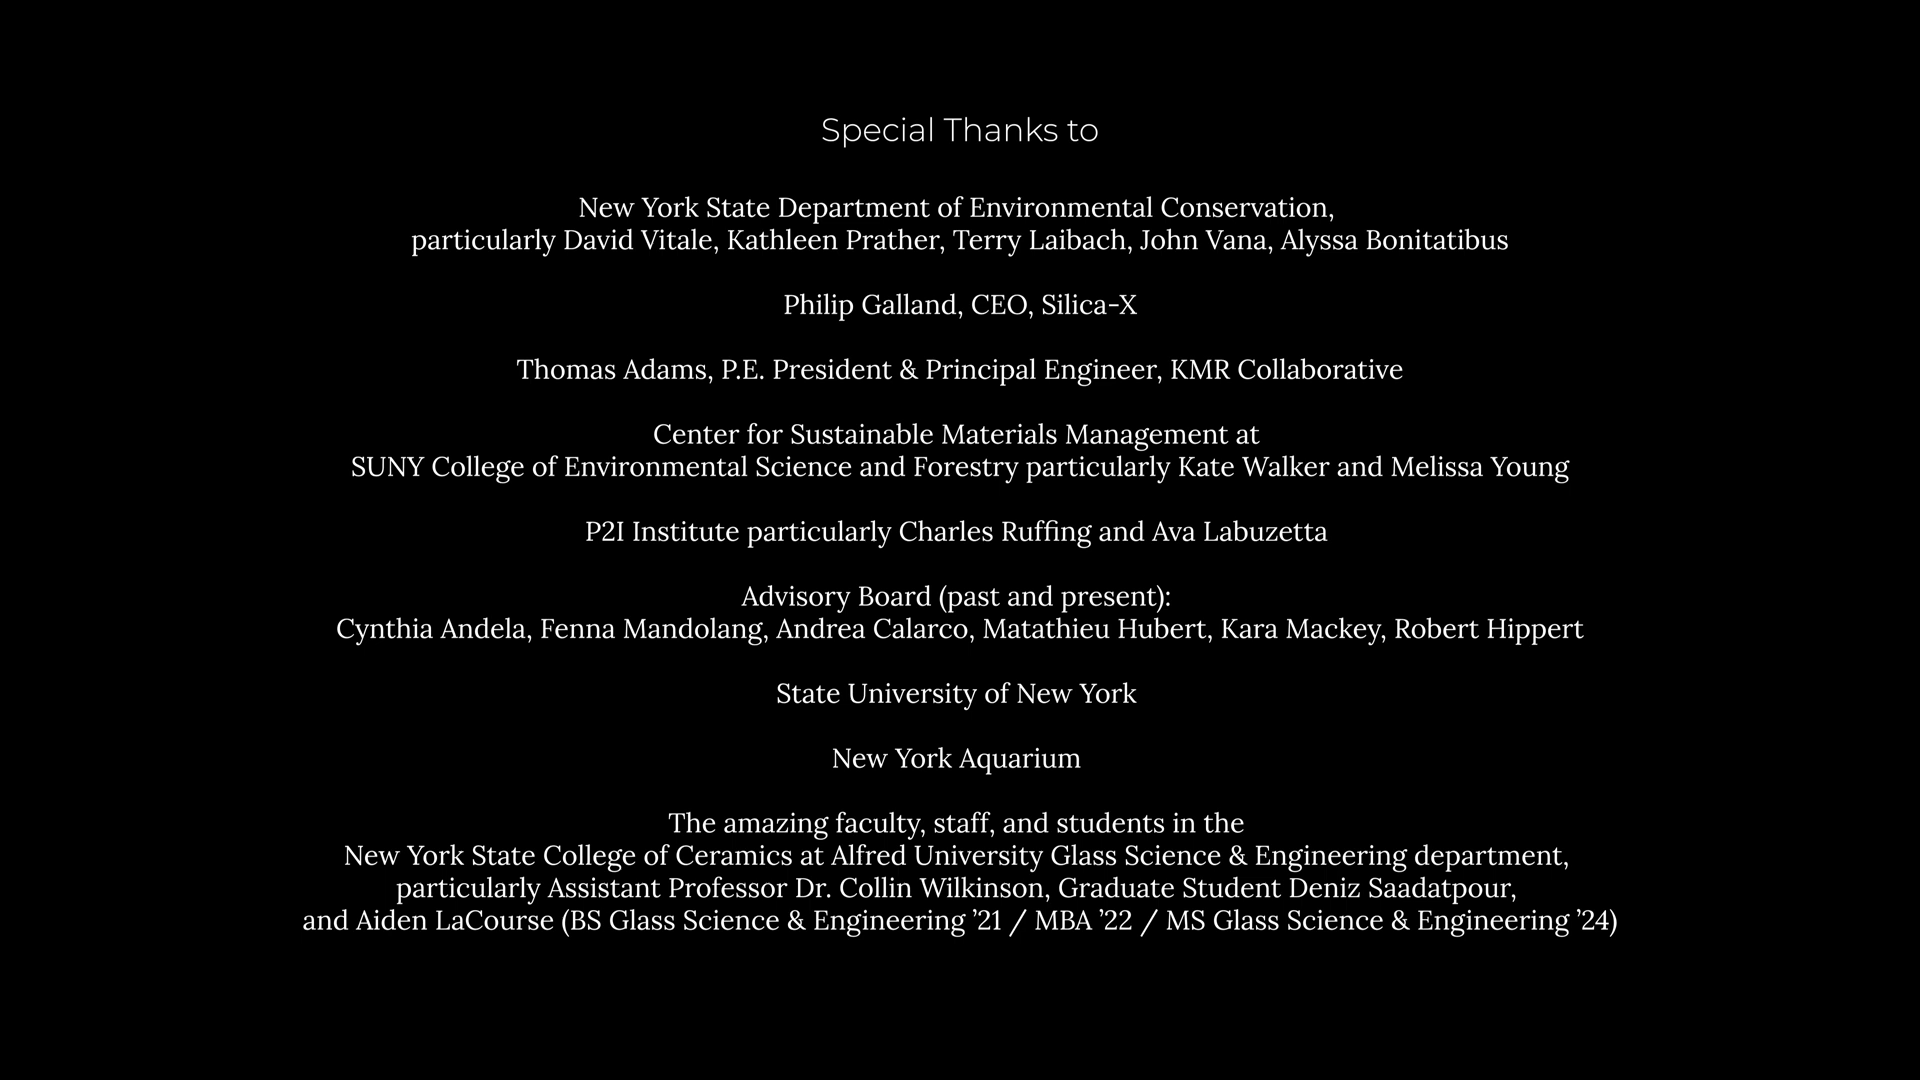 Special Thanks to
New York State Department of Environmental Conservation,
particularly David Vitale, Kathleen Prather, Terry Laibach, John Vana, Alyssa Bonitatibus
Philip Galland, CEO, Silica-X
Thomas Adams, P.E. President & Principal Engineer, KMR Collaborative
Center for Sustainable Materials Management at
SUNY College of Environmental Science and Forestry particularly Kate Walker and Melissa Young
P2I Institute particularly Charles Ruffing and Ava Labuzetta
Advisory Board (past and present):
Cynthia Andela, Fenna Mandolang, Andrea Calarco, Matathieu Hubert, Kara Mackey, Robert Hippert
State University of New York
New York Aquarium
The amazing faculty, staff, and students in the
New York State College of Ceramics at Alfred University Glass Science & Engineering department,
particularly Assistant Professor Dr. Collin Wilkinson, Graduate Student Deniz Saadatpour,
and Aiden LaCourse (BS Glass Science & Engineering ’21 / MBA ’22 / MS Glass Science & Engineering ’24)